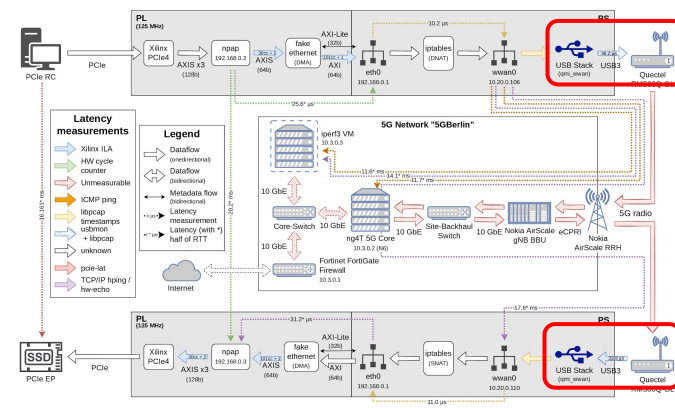 PL
(125 MHz)
PS
PCIe RC
PCIe
Xilinx
PCIe4
AXIS x3
(128b)
npap
192.168.0.2
30cc × 2
AXIS
(64b)
fake
ethernet
(DMA)
AXI-Lite
(32b)
AXI
(64b)
eth0
192.168.0.1
10.2 µs
iptables
(DNAT)
wwan0
10.20.0.106
USB Stack
(qmi_wwan)
USB3
Quectel
25.6* µs
Latency
measurements
Xilinx ILA
HW cycle
counter
Unmeasurable
ICMP ping
libpcap
timestamps
usbmon
+ libpcap
unknown
pcie-lat
TCP/IP hping /
hw-echo
Legend
Dataflow
(onedirectional)
Dataflow
(bidirectional)
Metadata flow
(bidirectional)
Latency
measurement
Latency (with *)
half of RTT
5G Network "5GBerlin"
iperf3 VM
10.3.0.3
11.6* ms
14.1* ms
11.7* ms
10 GbE
Core-Switch
10 GbE
10 GbE
ng4T 5G Core
10.3.0.2 (N6)
10 GbE
Site-Backhaul
Switch
10 GbE
Nokia AirScale
gNB BBU
eCPRI
Nokia
AirScale RRH
5G radio
Fortinet FortiGate
Firewall
10.3.0.1
Internet
20.2* ms
17.6* ms
PL
(125 MHz)
PS
SSD
PCIe EP
PCIe
Xilinx
PCIe4
30cc × 2
AXIS x3
(128b)
npap
192.168.0.3
31.2* µs
AXIS
(64b)
fake
ethernet
(DMA)
AXI-Lite
(32b)
AXI
(64b)
eth0
192.168.0.1
11.0 µs
iptables
(SNAT)
wwan0
10.20.0.110
USB Stack
(qmi_wwan)
USB3
Quectel